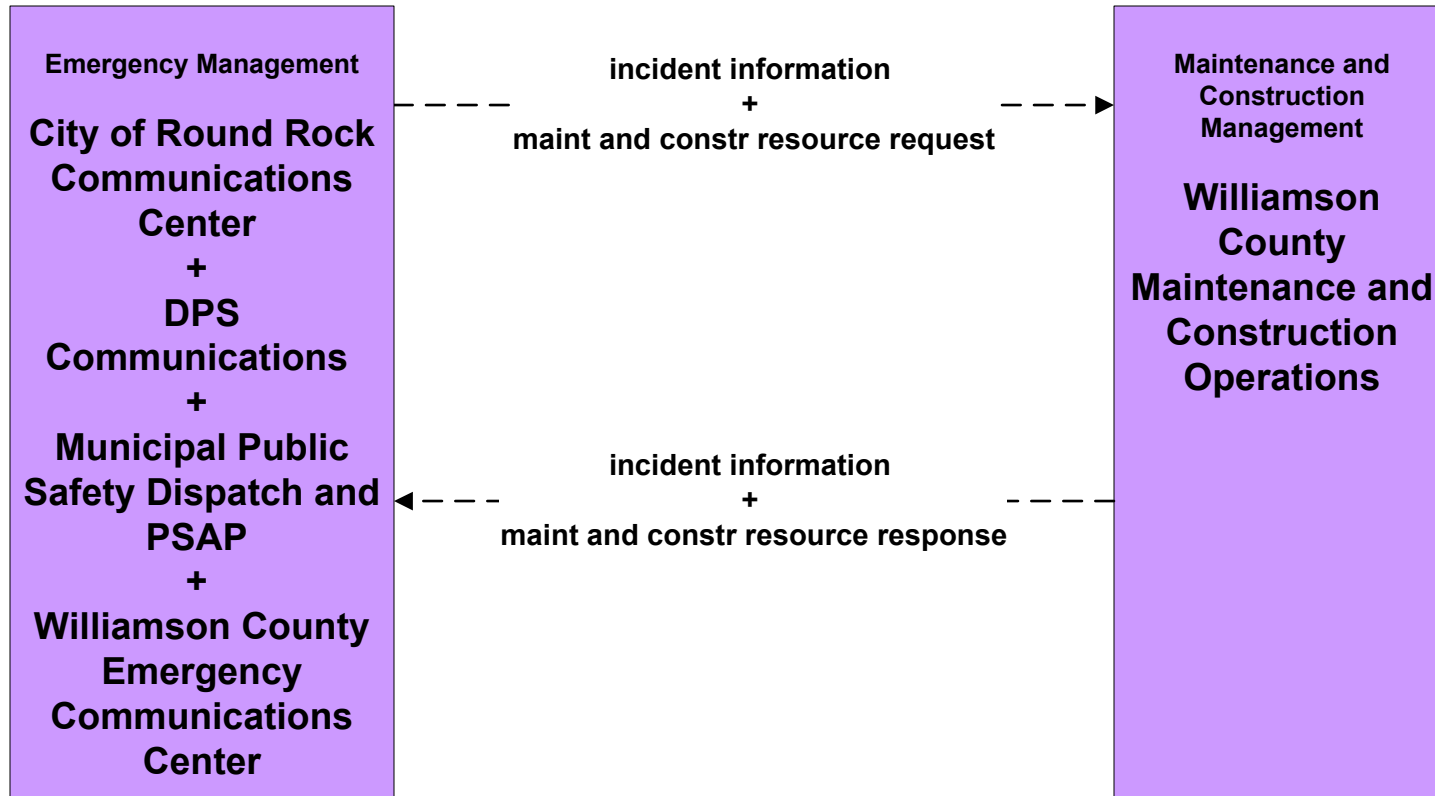 Emergency Management
City of Round Rock
Communications
Center
+
DPS
Communications
+
Municipal Public
Safety Dispatch and
PSAP
+
Williamson County
Emergency
Communications
Center
incident information
+
maint and constr resource request
incident information
+
maint and constr resource response
Maintenance and
Construction
Management
Williamson
County
Maintenance and
Construction
Operations